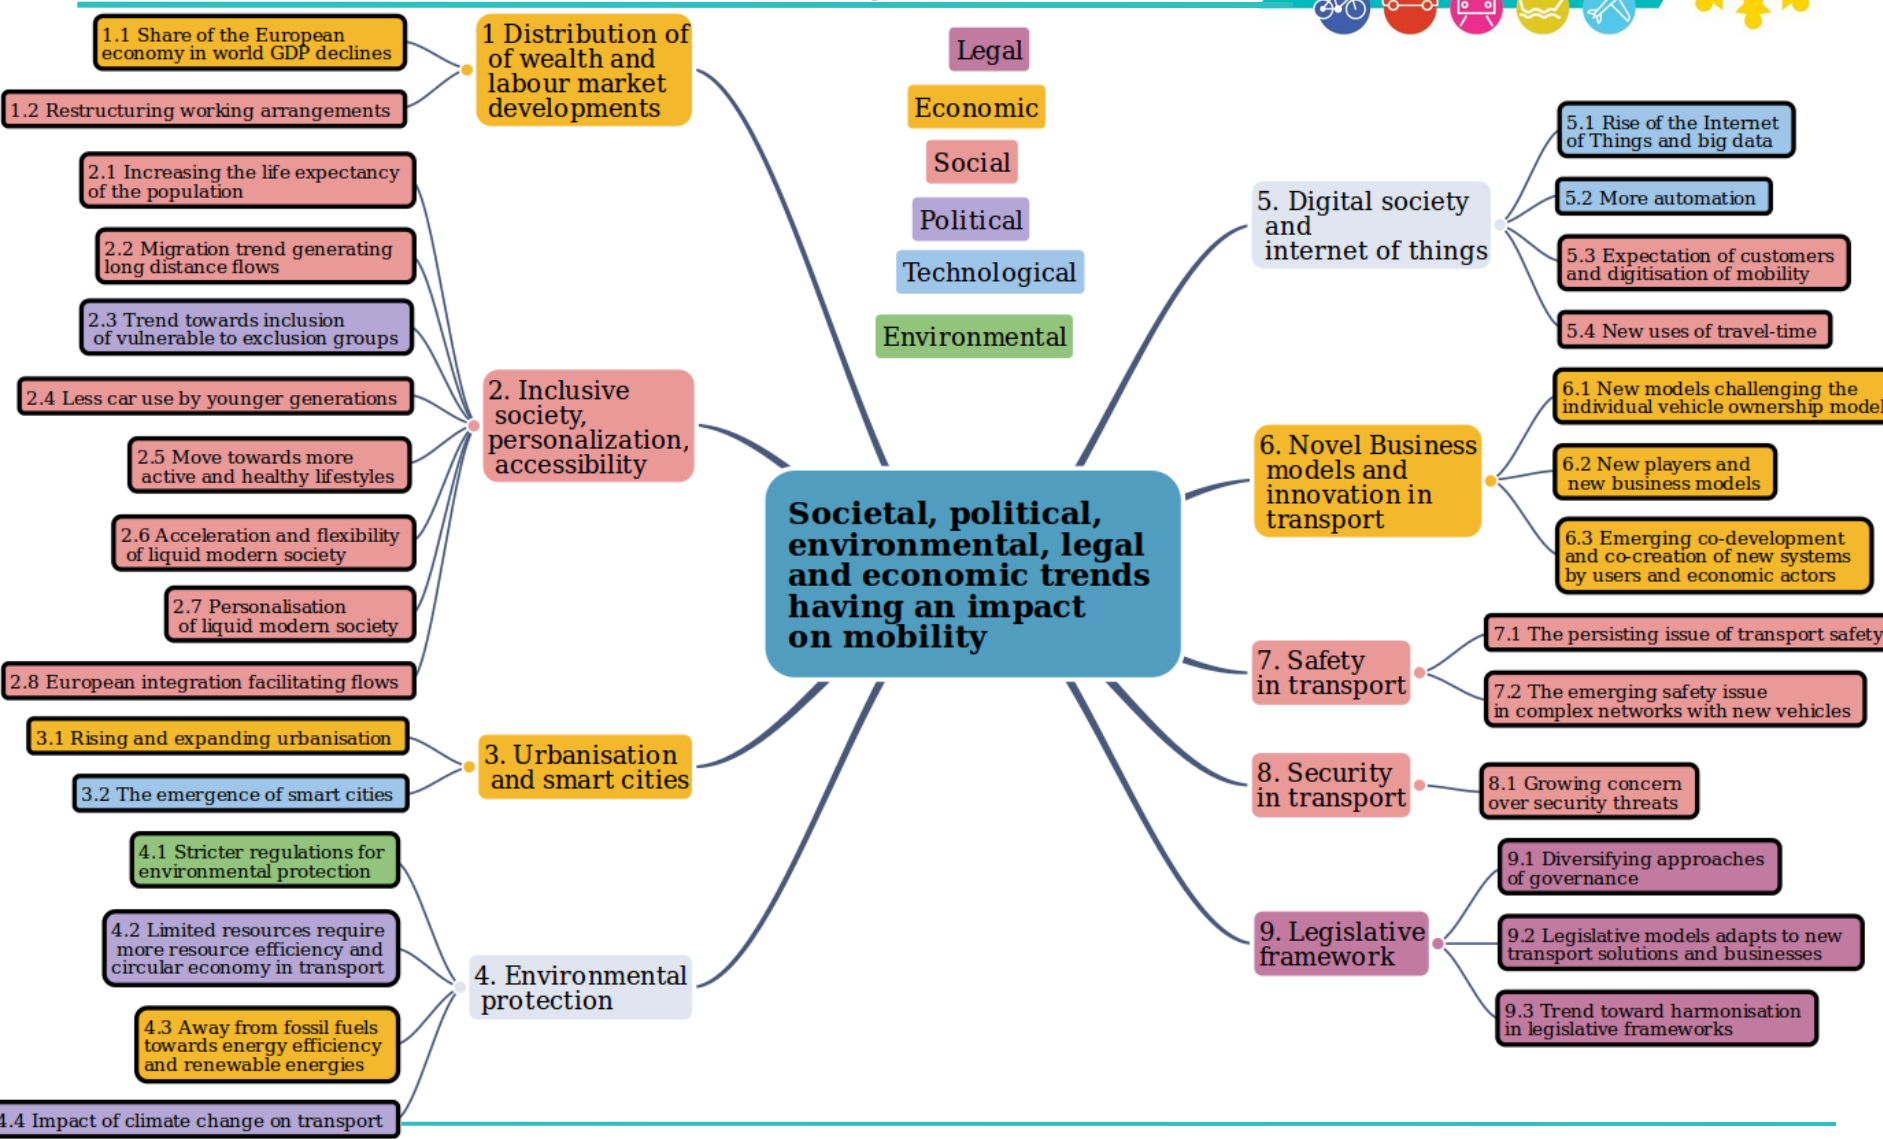 1.1 Share of the European
economy in world GDP declines
1.2 Restructuring working arrangements
1 Distribution of
of wealth and
labour market
developments
2.1 Increasing the life expectancy
of the population
2.2 Migration trend generating
long distance flows
2.3 Trend towards inclusion
of vulnerable to exclusion groups
2.4 Less car use by younger generations
2.5 Move towards more
active and healthy lifestyles
2.6 Acceleration and flexibility
of liquid modern society
2.7 Personalisation
of liquid modern society
2.8 European integration facilitating flows
2. Inclusive
society,
personalization,
accessibility
3.1 Rising and expanding urbanisation
3.2 The emergence of smart cities
3. Urbanisation
and smart cities
4.1 Stricter regulations for
environmental protection
4.2 Limited resources require
more resource efficiency and
circular economy in transport
4.3 Away from fossil fuels
towards energy efficiency
and renewable energies
4.4 Impact of climate change on transport
4. Environmental
protection
Legal
Economic
Social
Political
Technological
Environmental
Societal, political,
environmental, legal
and economic trends
having an impact
on mobility
5. Digital society
and
internet of things
5.1 Rise of the Internet
of Things and big data
5.2 More automation
5.3 Expectation of customers
and digitisation of mobility
5.4 New uses of travel-time
6. Novel Business
models and
innovation in
transport
6.1 New models challenging the
individual vehicle ownership model
6.2 New players and
new business models
6.3 Emerging co-development
and co-creation of new systems
by users and economic actors
7. Safety
in transport
7.1 The persisting issue of transport safety
7.2 The emerging safety issue
in complex networks with new vehicles
8. Security
in transport
8.1 Growing concern
over security threats
9. Legislative
framework
9.1 Diversifying approaches
of governance
9.2 Legislative models adapts to new
transport solutions and businesses
9.3 Trend toward harmonisation
in legislative frameworks